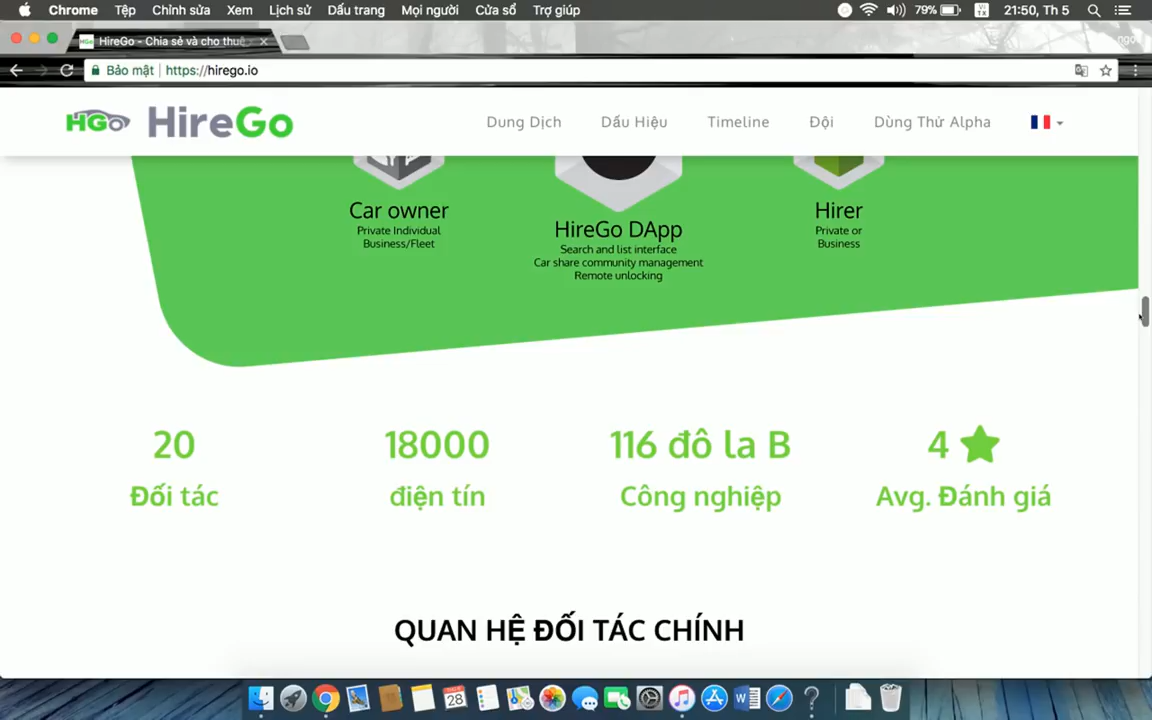 Chrome Tệp Chỉnh sửa Xem Lịch sử Dấu trang Mọi người Cửa sổ Trợ giúp 79% VI TX 21:50, Th 5
HireGo - Chia sẻ và cho thuê
Bảo mật https://hirego.io
HGo HireGo Dung Dịch Dấu Hiệu Timeline Đội Dùng Thử Alpha
Car owner
Private Individual
Business/Fleet
HireGo DApp
Search and list interface
Car share community management
Remote unlocking
Hirer
Private or
Business
20 18000 116 đô la B 4
Đối tác điện tín Công nghiệp Avg. Đánh giá
QUAN HỆ ĐỐI TÁC CHÍNH
28